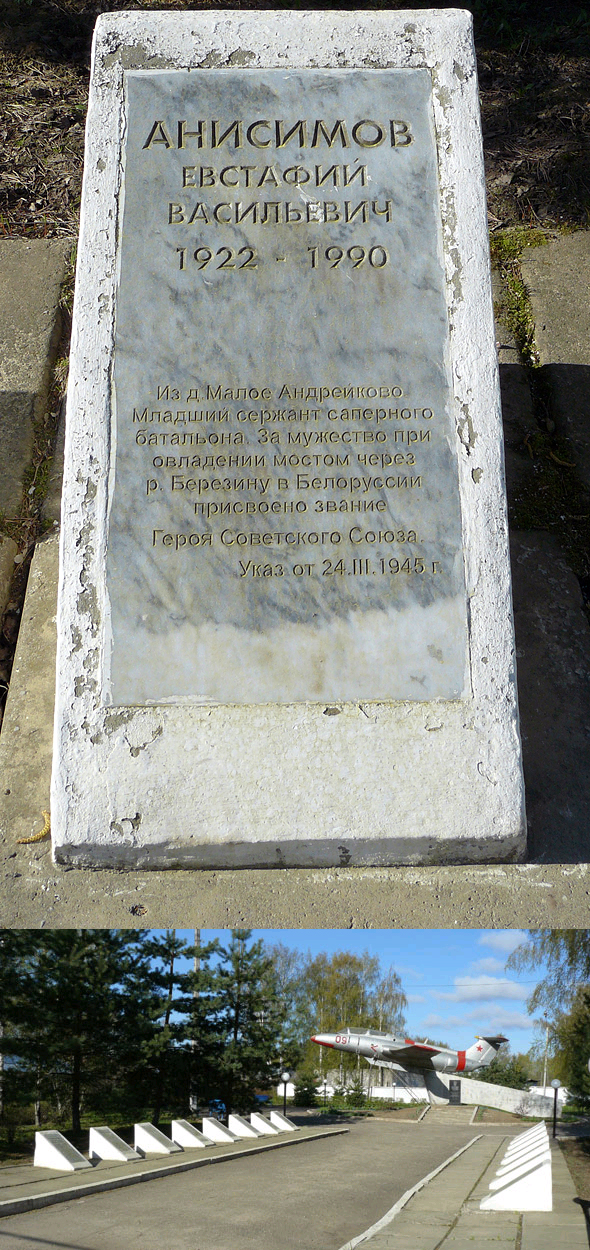 АНИСИМОВ
ЕВСТАФИЙ
ВАСИЛЬЕВИЧ
1922 - 1990
Из д.Малое Андрейково.
Младший сержант саперного
батальона. За мужество при
овладении мостом через
р. Березину в Белоруссии
присвоено звание
Героя Советского Союза.
Указ от 24.III.1945 г.
091